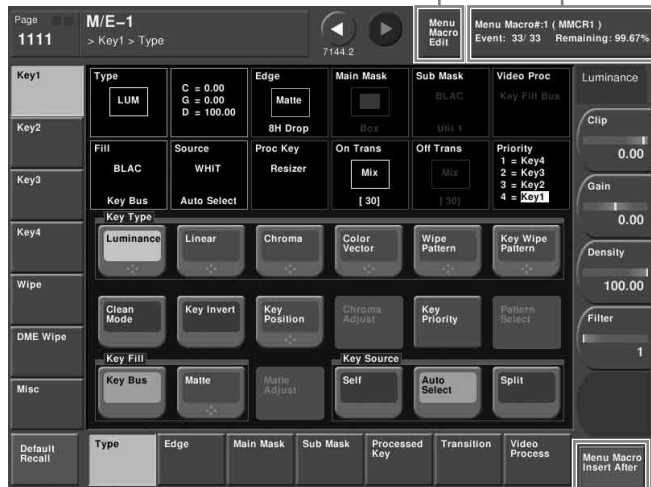 Page
1111
M/E-1
> Key1 > Type
7144.2
Menu
Macro
Edit
Menu Macro#:1 ( MMCR1 )
Event: 33/ 33 Remaining: 99.67%
Key1
Key2
Key3
Key4
Wipe
DME Wipe
Misc
Type
LUM
C = 0.00
G = 0.00
D = 100.00
Edge
Matte
8H Drop
Main Mask
Box
Sub Mask
BLAC
Util 1
Video Proc
Key Fill Bus
Fill
BLAC
Key Bus
Source
WHIT
Auto Select
Proc Key
Resizer
On Trans
Mix
[ 30]
Off Trans
Mix
[ 30]
Priority
1 = Key4
2 = Key3
3 = Key2
4 = Key1
Key Type
Luminance
Linear
Chroma
Color
Vector
Wipe
Pattern
Key Wipe
Pattern
Clean
Mode
Key Invert
Key
Position
Chroma
Adjust
Key
Priority
Pattern
Select
Key Fill
Key Bus
Matte
Matte
Adjust
Key Source
Self
Auto
Select
Split
Luminance
Clip
0.00
Gain
0.00
Density
100.00
Filter
1
Default
Recall
Type
Edge
Main Mask
Sub Mask
Processed
Key
Transition
Video
Process
Menu Macro
Insert After